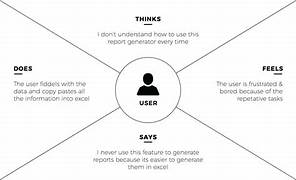 THINKS
I don't understand how to use this
report generator every time
DOES
The user fiddels with the
data and copy pastes all
the information into excel
USER
FEELS
The user is frustrated &
bored because of the
repetative tasks
SAYS
I never use this feature to generate
reports because its easier to generate
them in excel